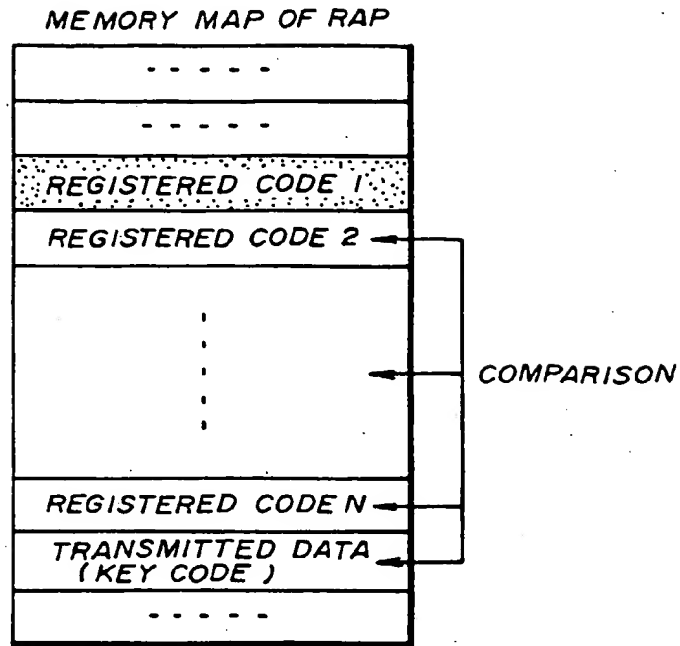 MEMORY MAP OF RAP
- - - - -
- - - - -
REGISTERED CODE 1
REGISTERED CODE 2
COMPARISON
REGISTERED CODE N
TRANSMITTED DATA
(KEY CODE)
- - - - -